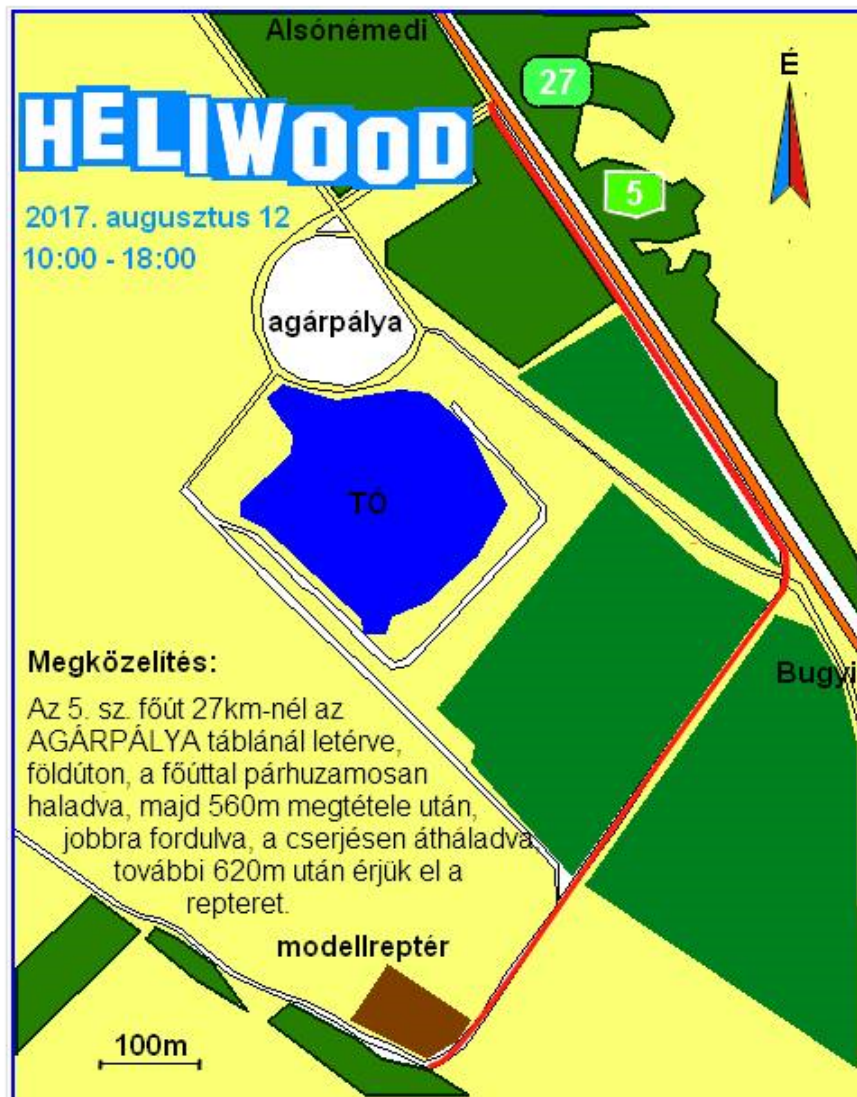 Alsónémedi
27
É
HELIWOOD
5
2017. augusztus 12
10:00 - 18:00
agárpálya
TÓ
Megközelítés:
Bugyi
Az 5. sz. főút 27km-nél az
AGÁRPÁLYA táblánál letérve,
földúton, a főúttal párhuzamosan
haladva, majd 560m megtétele után,
jobbra fordulva, a cserjésen áthaladva,
további 620m után érjük el a
repteret.
modellreptér
100m